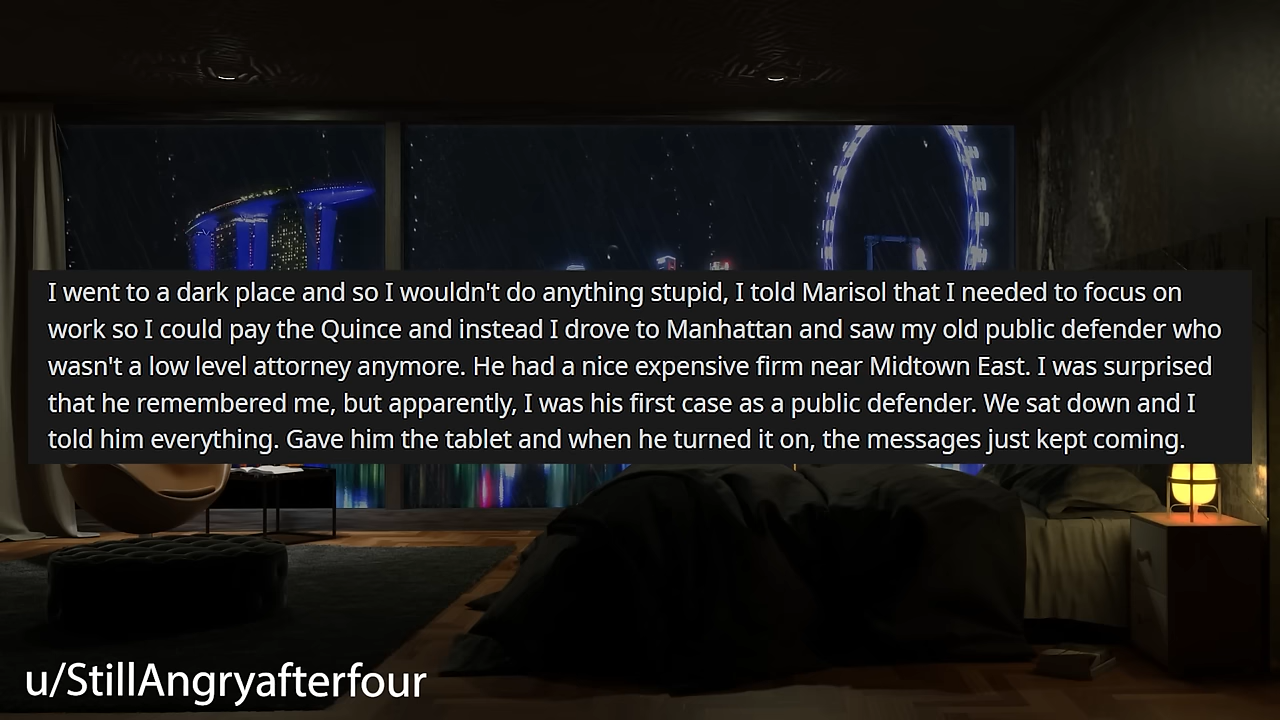 I went to a dark place and so I wouldn't do anything stupid, I told Marisol that I needed to focus on
work so I could pay the Quince and instead I drove to Manhattan and saw my old public defender who
wasn't a low level attorney anymore. He had a nice expensive firm near Midtown East. I was surprised
that he remembered me, but apparently, I was his first case as a public defender. We sat down and I
told him everything. Gave him the tablet and when he turned it on, the messages just kept coming.
u/StillAngryafterfour